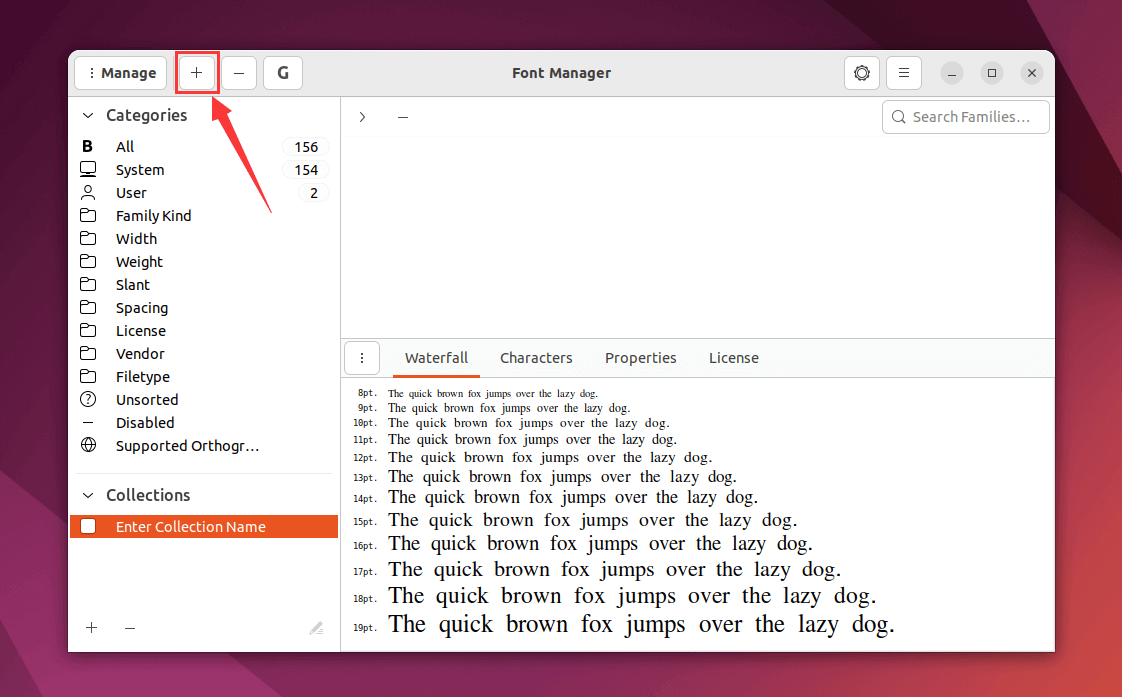 Manage
G
Font Manager
Categories
Search Families...
B All 156
System 154
User 2
Family Kind
Width
Weight
Slant
Spacing
License
Vendor
Filetype
? Unsorted
Disabled
Supported Orthogr...
Collections
Enter Collection Name
Waterfall Characters Properties License
8pt. The quick brown fox jumps over the lazy dog.
9pt. The quick brown fox jumps over the lazy dog.
10pt. The quick brown fox jumps over the lazy dog.
11pt. The quick brown fox jumps over the lazy dog.
12pt. The quick brown fox jumps over the lazy dog.
13pt. The quick brown fox jumps over the lazy dog.
14pt. The quick brown fox jumps over the lazy dog.
15pt. The quick brown fox jumps over the lazy dog.
16pt. The quick brown fox jumps over the lazy dog.
17pt. The quick brown fox jumps over the lazy dog.
18pt. The quick brown fox jumps over the lazy dog.
19pt. The quick brown fox jumps over the lazy dog.